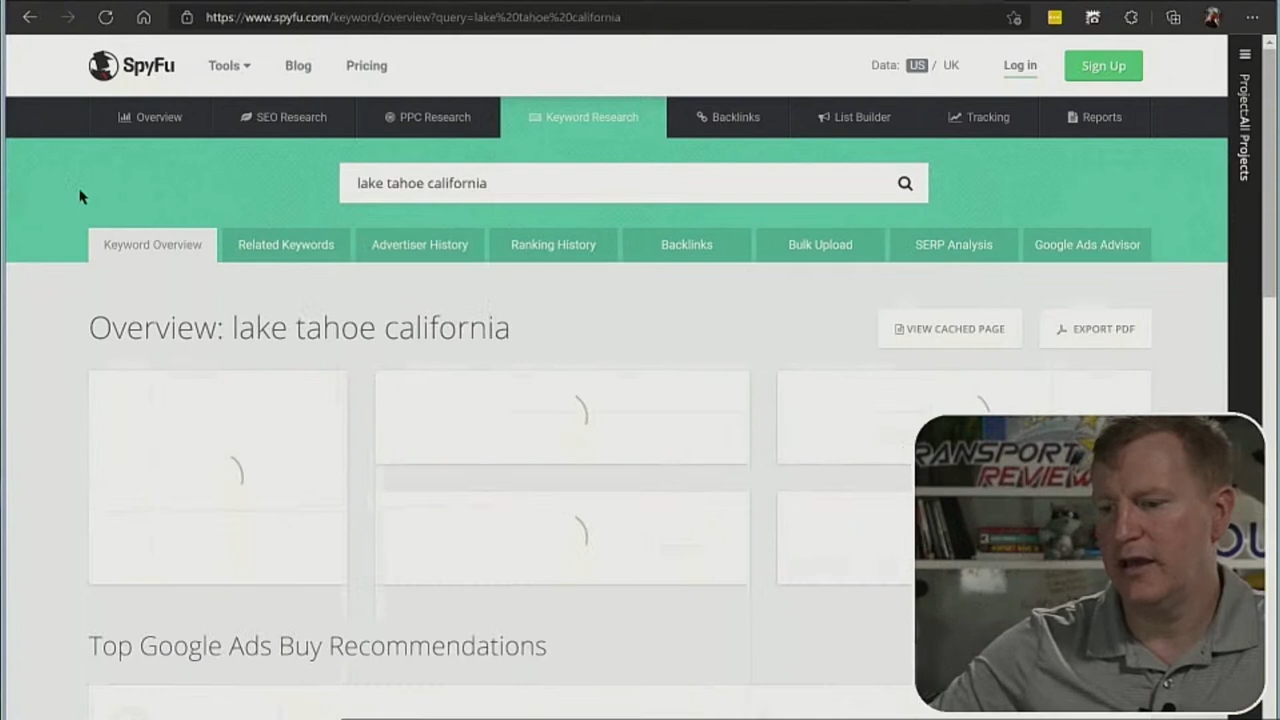 https://www.spyfu.com/keyword/overview?query=lake%20tahoe%20california
SpyFu Tools Blog Pricing Data: US / UK Log in Sign Up
Project:All Projects
Overview SEO Research PPC Research Keyword Research Backlinks List Builder Tracking Reports
lake tahoe california
Keyword Overview Related Keywords Advertiser History Ranking History Backlinks Bulk Upload SERP Analysis Google Ads Advisor
Overview: lake tahoe california
VIEW CACHED PAGE EXPORT PDF
TRANSPORT
REVIEW
Top Google Ads Buy Recommendations